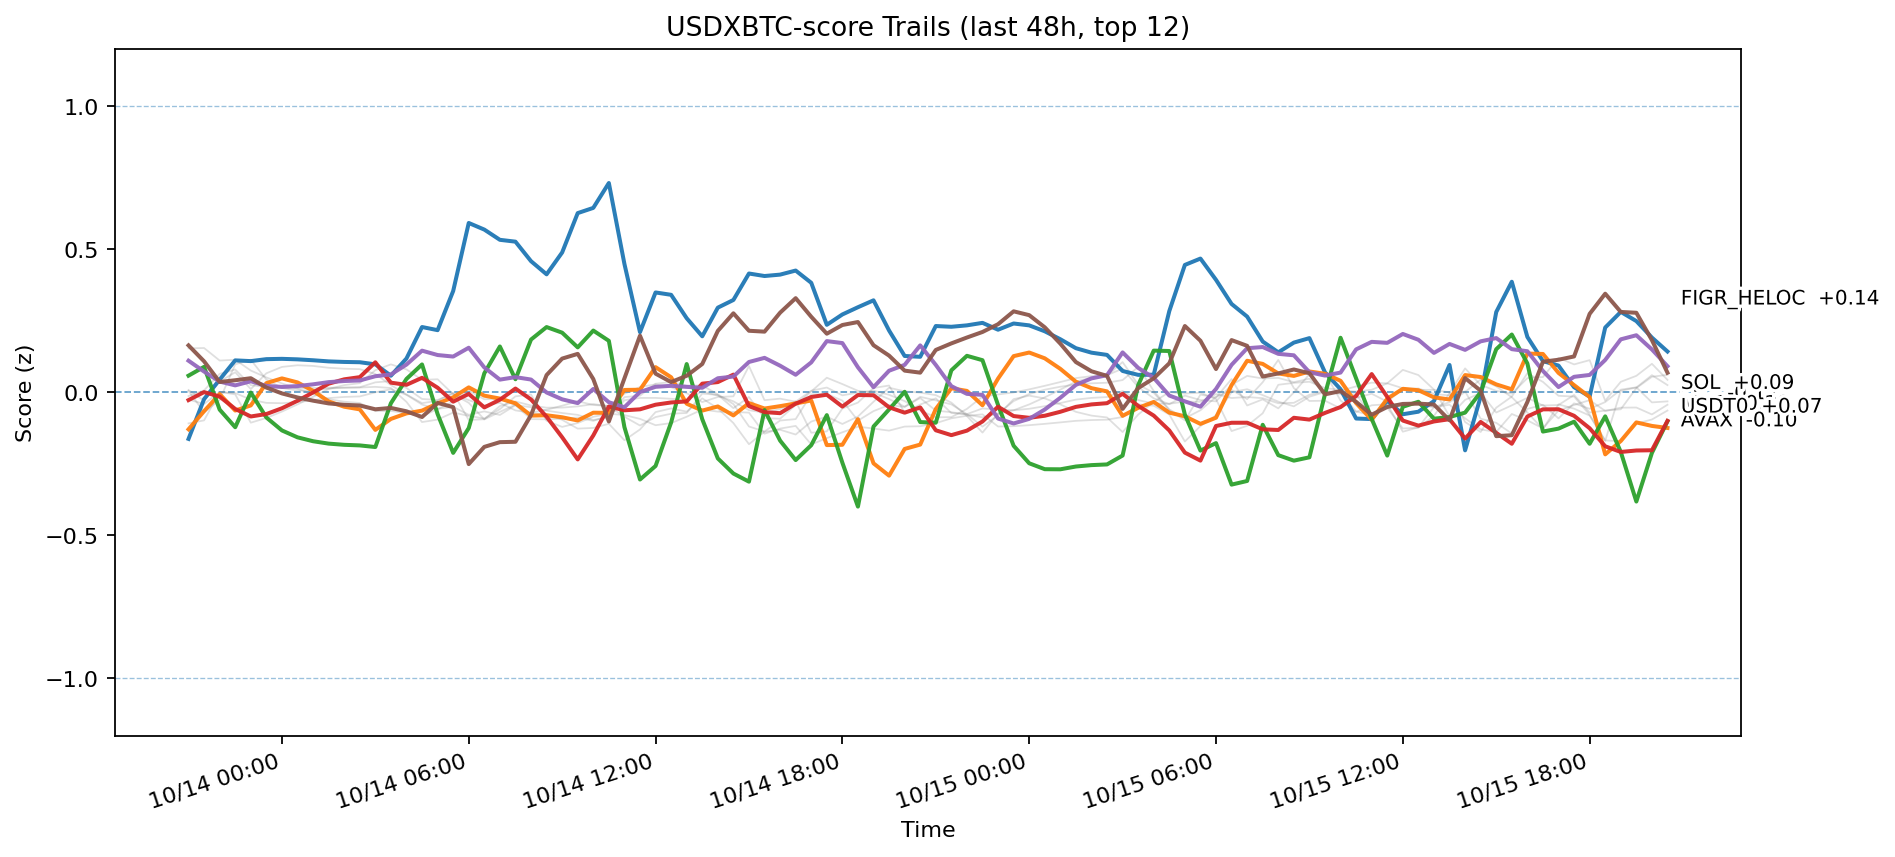 USDXBTC-score Trails (last 48h, top 12)
Score (z)
1.0
0.5
0.0
−0.5
−1.0
FIGR_HELOC +0.14
SOL +0.09
USDT0 +0.07
AVAX -0.10
10/14 00:00
10/14 06:00
10/14 12:00
10/14 18:00
10/15 00:00
10/15 06:00
10/15 12:00
10/15 18:00
Time